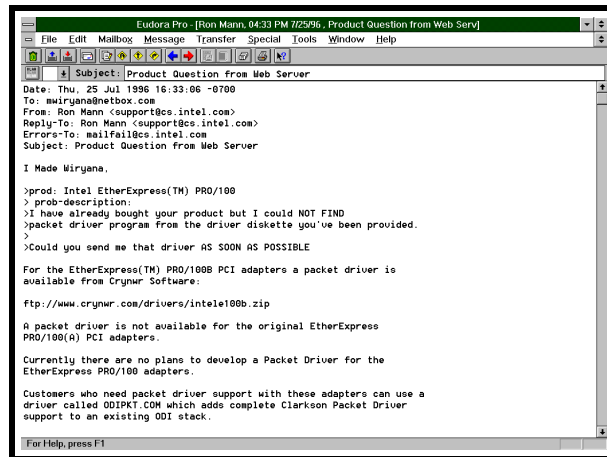 Eudora Pro - [Ron Mann, 04:33 PM 7/25/96 , Product Question from Web Serv]
File Edit Mailbox Message Transfer Special Tools Window Help
Subject: Product Question from Web Server
Date: Thu, 25 Jul 1996 16:33:06 -0700
To: mwiryana@netbox.com
From: Ron Mann <support@cs.intel.com>
Reply-To: Ron Mann <support@cs.intel.com>
Errors-To: mailfail@cs.intel.com
Subject: Product Question from Web Server
I Made Wiryana,
>prod: Intel EtherExpress(TM) PRO/100
> prob-description:
>I have already bought your product but I could NOT FIND
>packet driver program from the driver diskette you've been provided.
>
>Could you send me that driver AS SOON AS POSSIBLE
For the EtherExpress(TM) PRO/100B PCI adapters a packet driver is
available from Crynwr Software:
ftp://www.crynwr.com/drivers/intele100b.zip
A packet driver is not available for the original EtherExpress
PRO/100(A) PCI adapters.
Currently there are no plans to develop a Packet Driver for the
EtherExpress PRO/100 adapters.
Customers who need packet driver support with these adapters can use a
driver called ODIPKT.COM which adds complete Clarkson Packet Driver
support to an existing ODI stack.
For Help, press F1